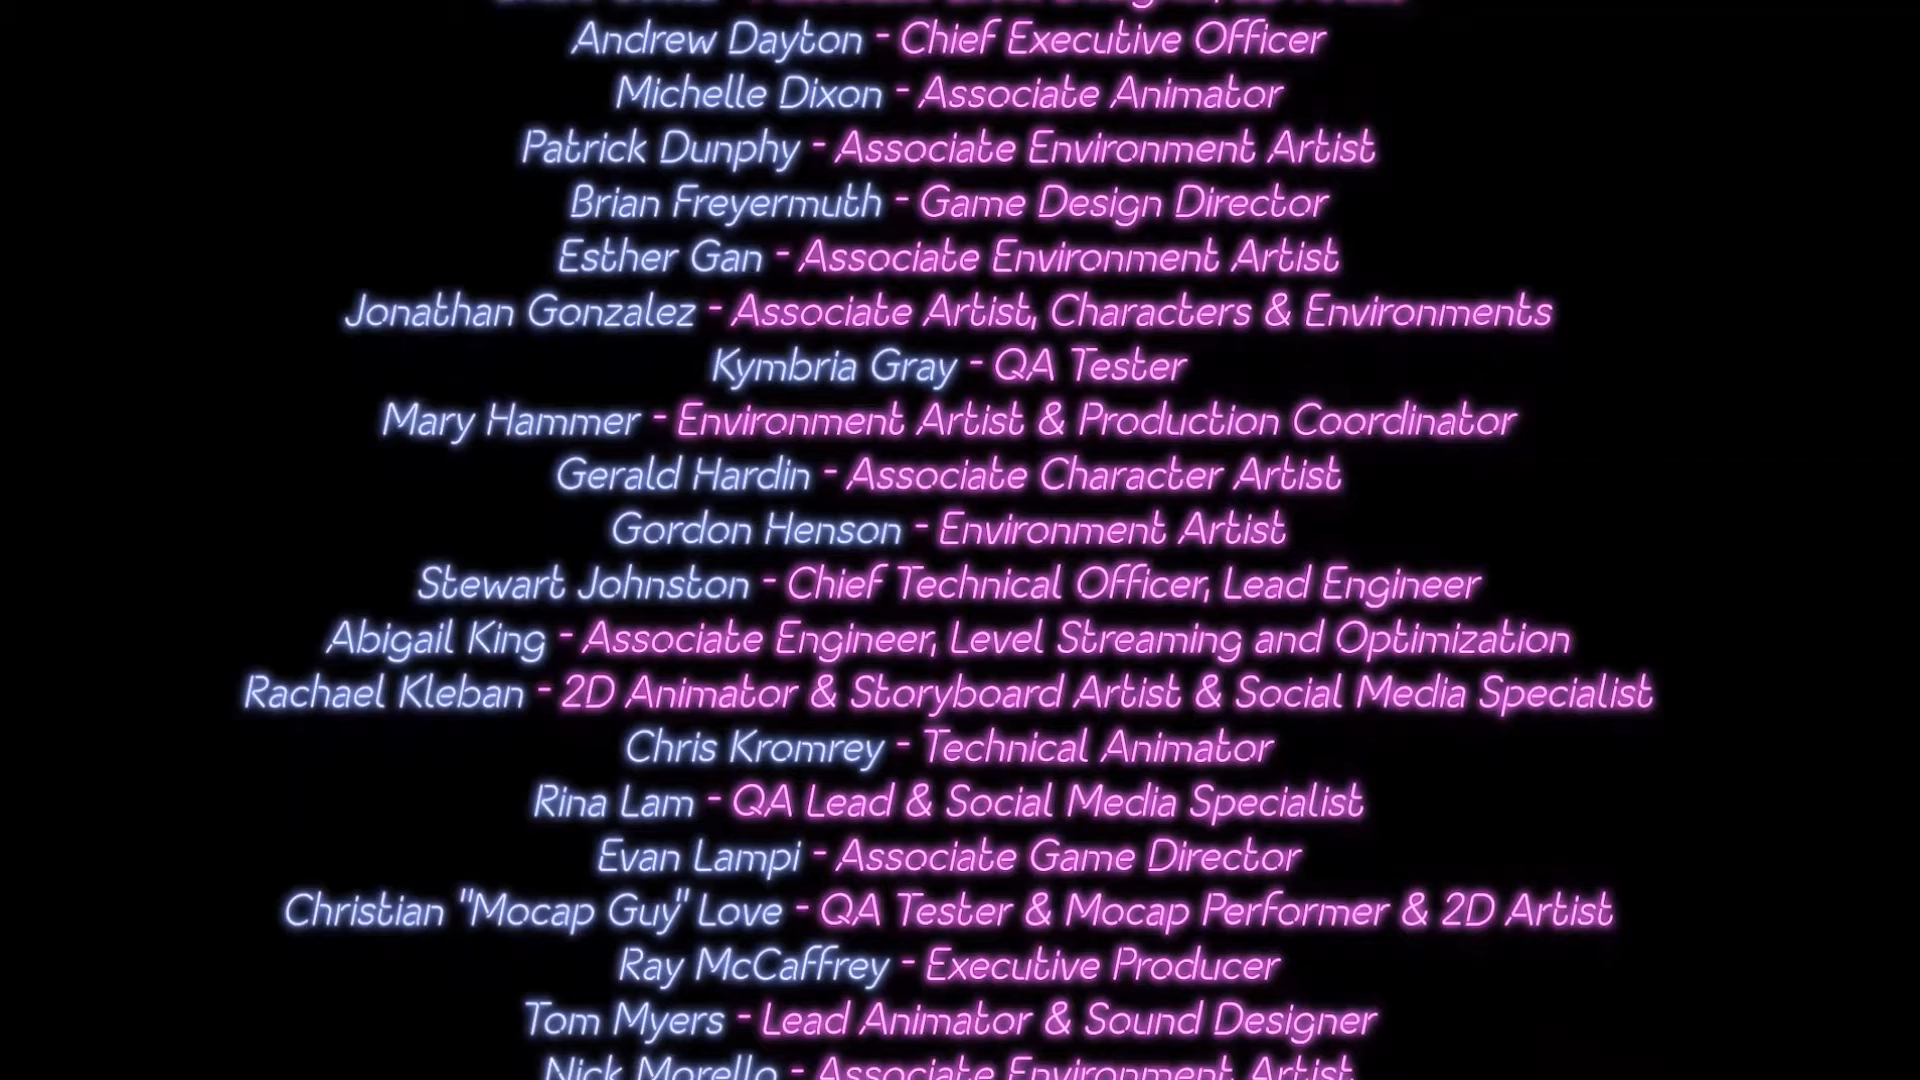 Andrew Dayton - Chief Executive Officer
Michelle Dixon - Associate Animator
Patrick Dunphy - Associate Environment Artist
Brian Freyermuth - Game Design Director
Esther Gan - Associate Environment Artist
Jonathan Gonzalez - Associate Artist, Characters & Environments
Kymbria Gray - QA Tester
Mary Hammer - Environment Artist & Production Coordinator
Gerald Hardin - Associate Character Artist
Gordon Henson - Environment Artist
Stewart Johnston - Chief Technical Officer, Lead Engineer
Abigail King - Associate Engineer, Level Streaming and Optimization
Rachael Kleban - 2D Animator & Storyboard Artist & Social Media Specialist
Chris Kromrey - Technical Animator
Rina Lam - QA Lead & Social Media Specialist
Evan Lampi - Associate Game Director
Christian "Mocap Guy" Love - QA Tester & Mocap Performer & 2D Artist
Ray McCaffrey - Executive Producer
Tom Myers - Lead Animator & Sound Designer
Nick Morello - Associate Environment Artist